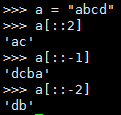 >>> a = "abcd"
>>> a[::2]
'ac'
>>> a[::-1]
'dcba'
>>> a[::-2]
'db'